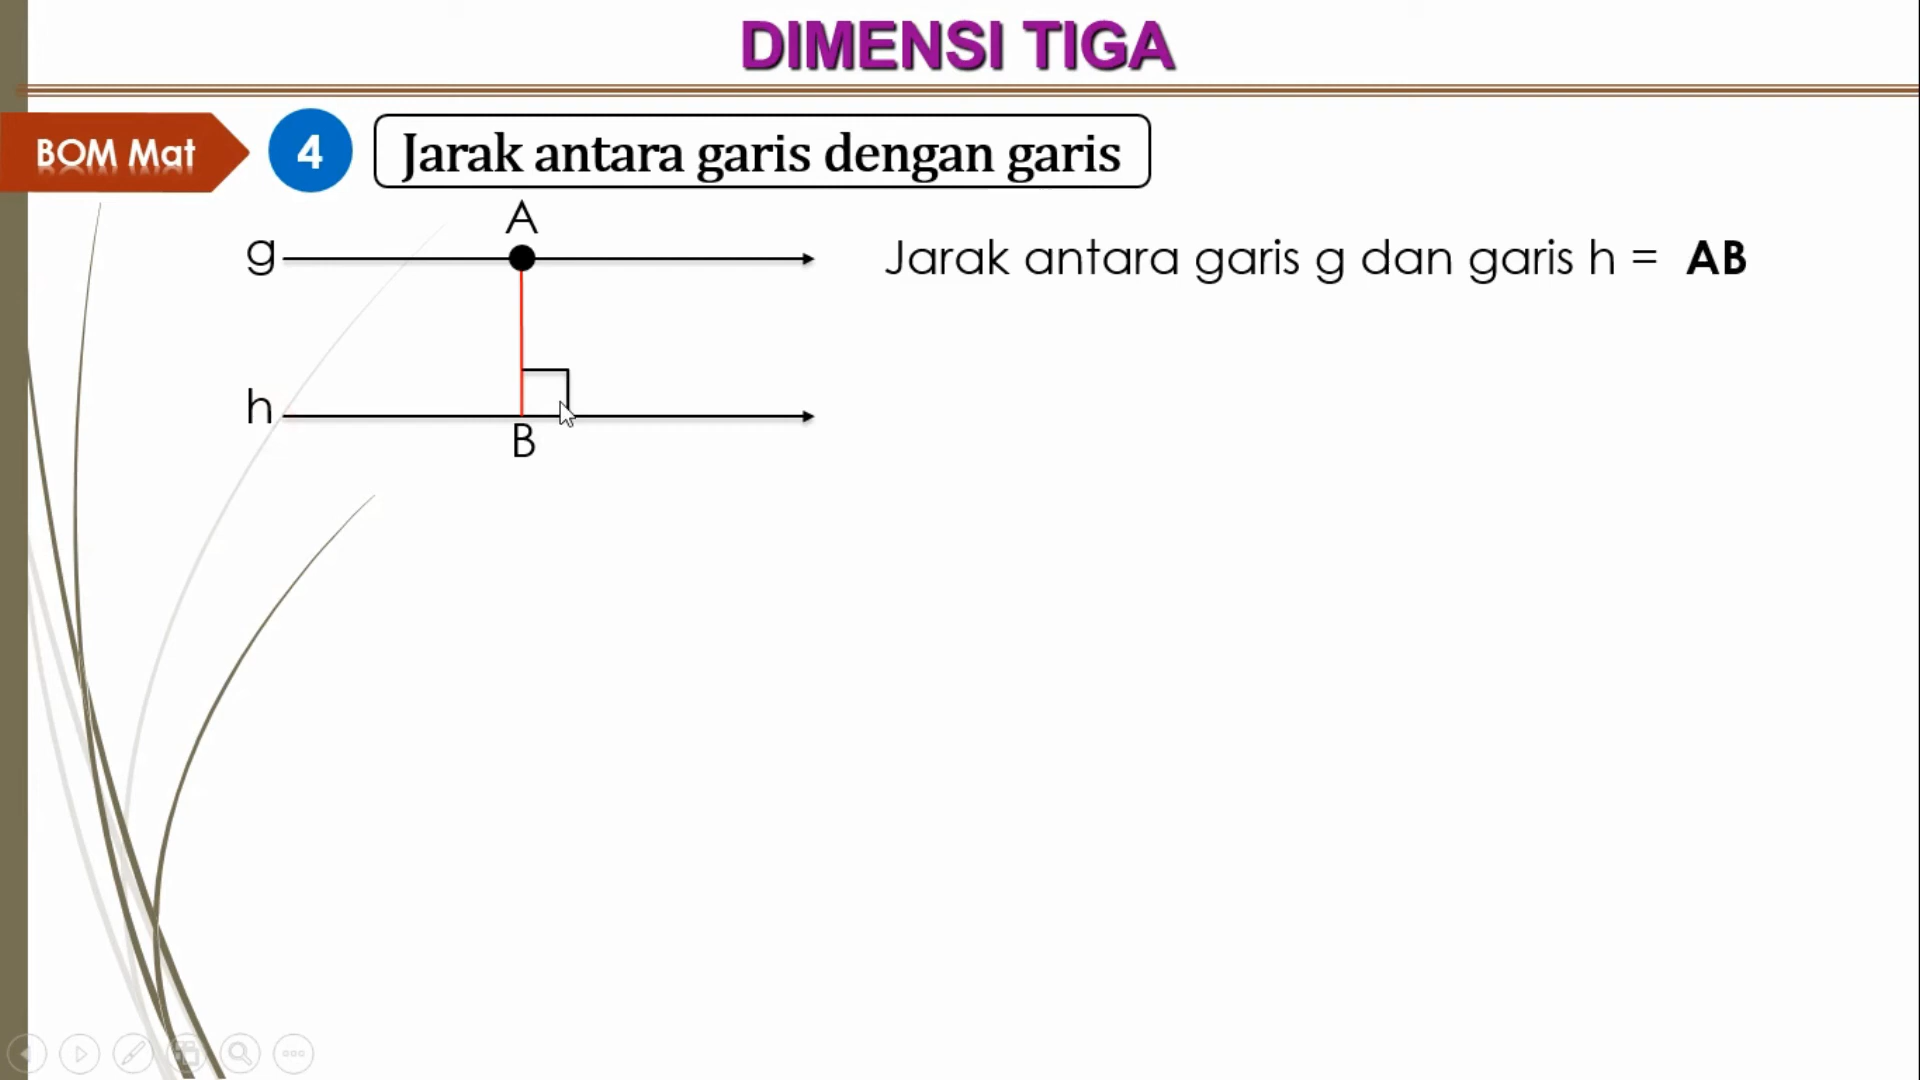 DIMENSI TIGA
BOM Mat
4
Jarak antara garis dengan garis
A
g
Jarak antara garis g dan garis h = AB
h
B